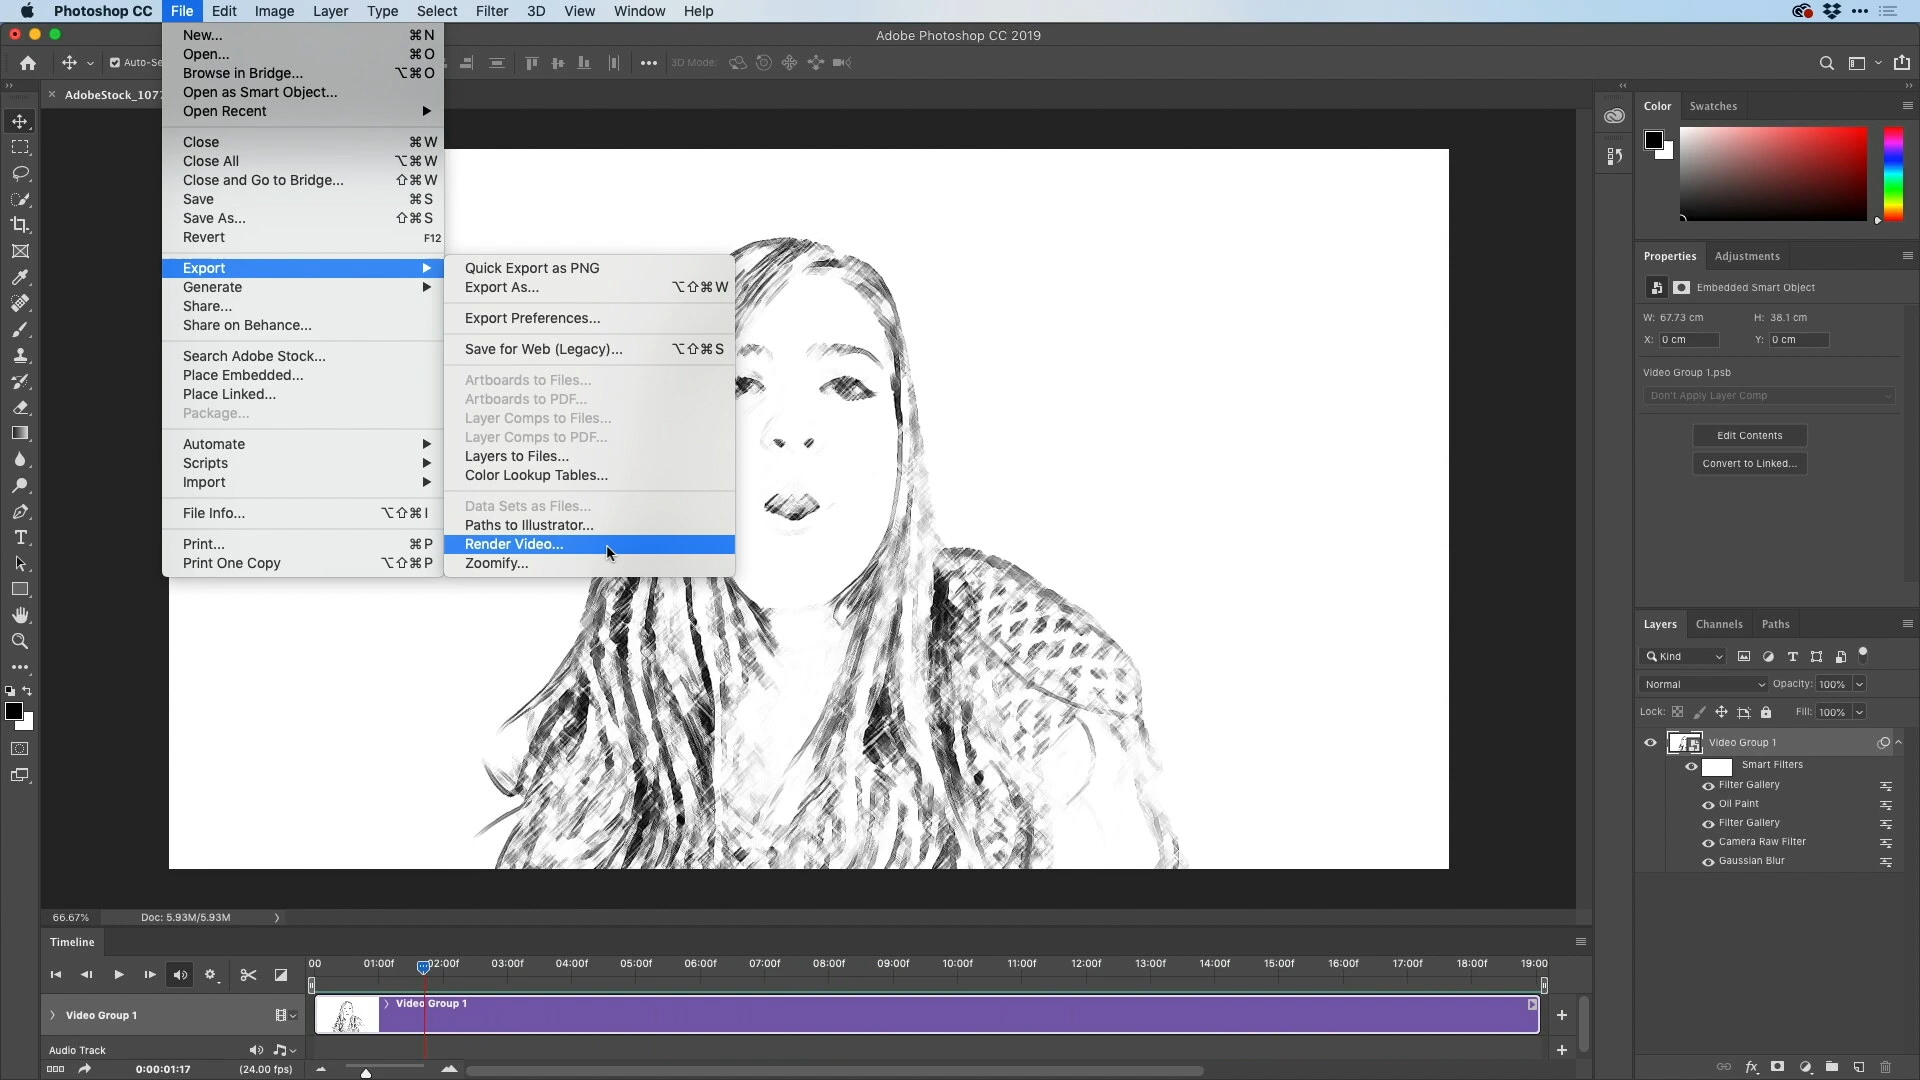 Photoshop CC File Edit Image Layer Type Select Filter 3D View Window Help
Adobe Photoshop CC 2019
New... ⌘N
Open... ⌘O
Browse in Bridge... ⌥⌘O
Open as Smart Object...
Open Recent
Close ⌘W
Close All ⌥⌘W
Close and Go to Bridge... ⇧⌘W
Save ⌘S
Save As... ⇧⌘S
Revert F12
Export
Generate
Share...
Share on Behance...
Search Adobe Stock...
Place Embedded...
Place Linked...
Package...
Automate
Scripts
Import
File Info... ⌥⇧⌘I
Print... ⌘P
Print One Copy ⌥⇧⌘P
Quick Export as PNG
Export As... ⌥⇧⌘W
Export Preferences...
Save for Web (Legacy)... ⌥⇧⌘S
Artboards to Files...
Artboards to PDF...
Layer Comps to Files...
Layer Comps to PDF...
Layers to Files...
Color Lookup Tables...
Data Sets as Files...
Paths to Illustrator...
Render Video...
Zoomify...
Auto-Se
3D Mode:
AdobeStock_107
Color Swatches
Properties Adjustments
Embedded Smart Object
W: 67.73 cm H: 38.1 cm
X: 0 cm Y: 0 cm
Video Group 1.psb
Don't Apply Layer Comp
Edit Contents
Convert to Linked...
Layers Channels Paths
Kind
Normal Opacity: 100%
Lock: Fill: 100%
Video Group 1
Smart Filters
Filter Gallery
Oil Paint
Filter Gallery
Camera Raw Filter
Gaussian Blur
66.67% Doc: 5.93M/5.93M
Timeline
00 01:00f 02:00f 03:00f 04:00f 05:00f 06:00f 07:00f 08:00f 09:00f 10:00f 11:00f 12:00f 13:00f 14:00f 15:00f 16:00f 17:00f 18:00f 19:00
Video Group 1
Video Group 1
Audio Track
0:00:01:17 (24.00 fps)